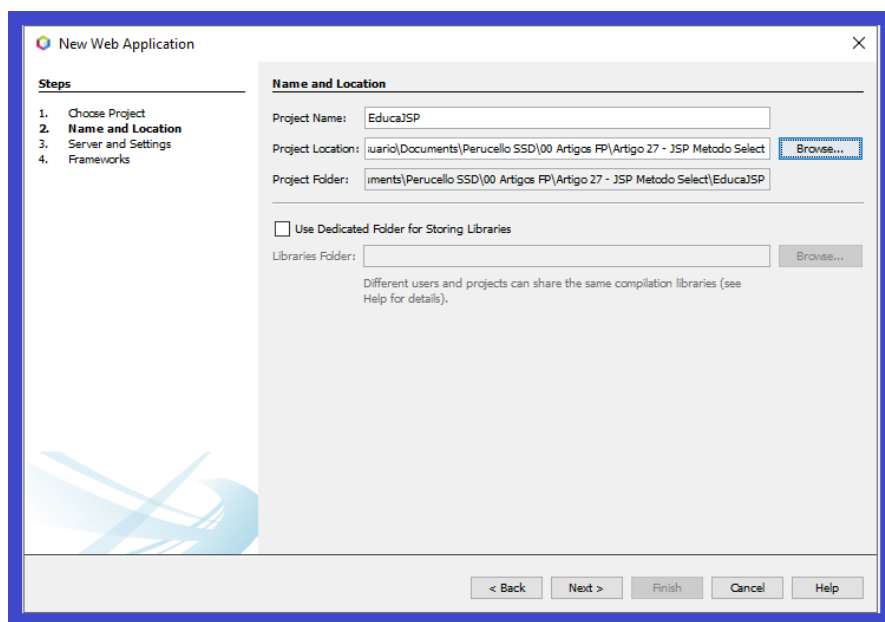 New Web Application
Steps
1. Choose Project
2. Name and Location
3. Server and Settings
4. Frameworks
Name and Location
Project Name: EducaJSP
Project Location: uario\Documents\Perucello SSD\00 Artigos FP\Artigo 27 - JSP Metodo Select Browse...
Project Folder: ments\Perucello SSD\00 Artigos FP\Artigo 27 - JSP Metodo Select\EducaJSP
Use Dedicated Folder for Storing Libraries
Libraries Folder: Browse...
Different users and projects can share the same compilation libraries (see
Help for details).
< Back Next > Finish Cancel Help